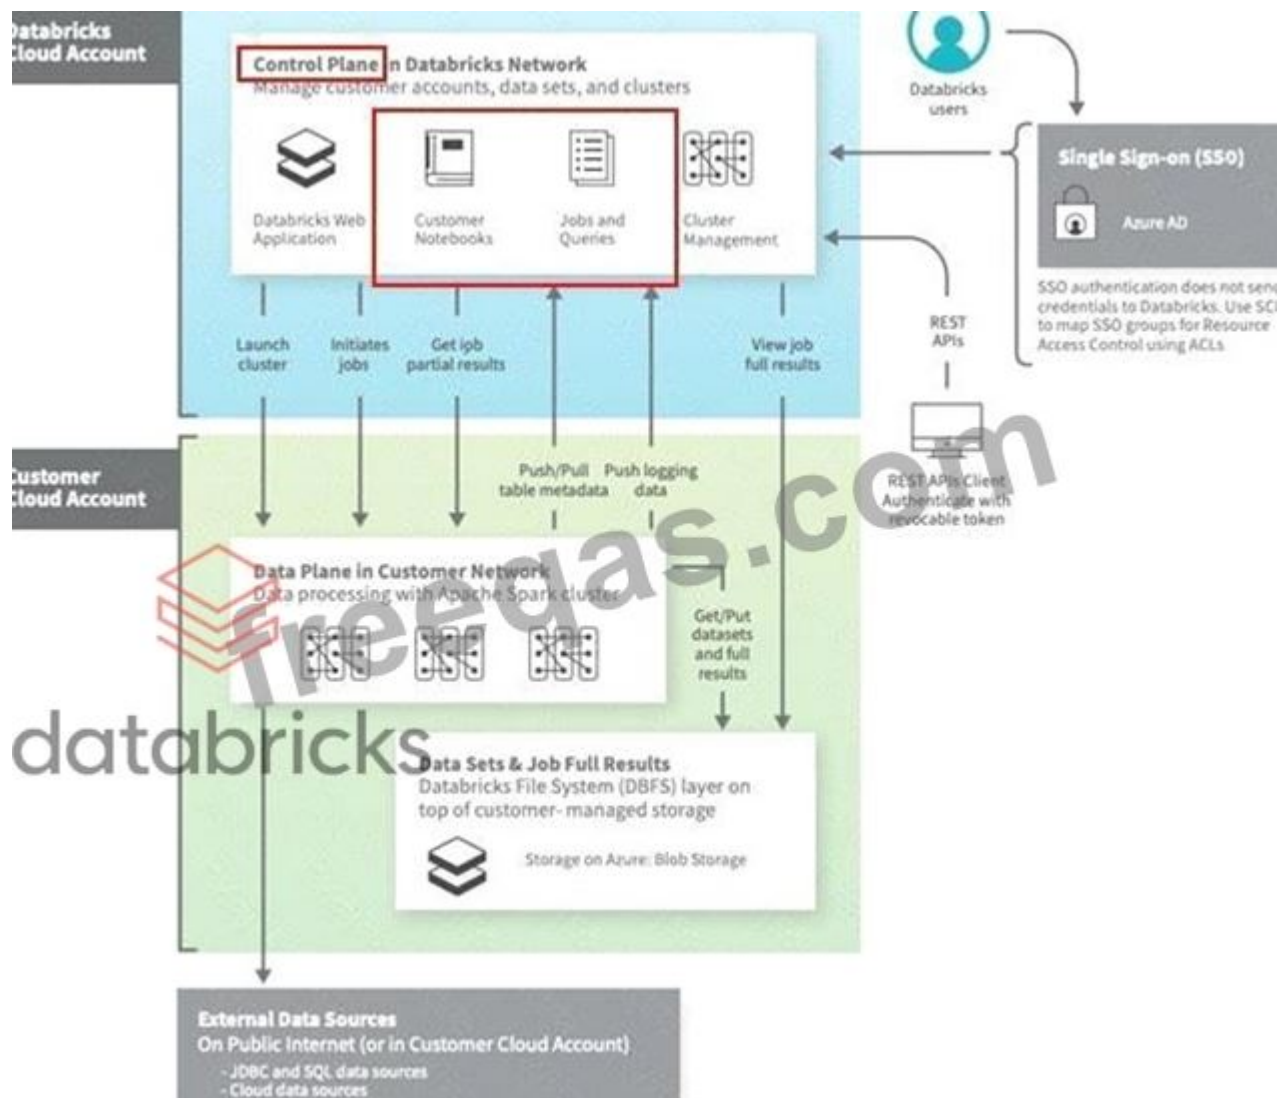 Databricks
Cloud Account
Control Plane in Databricks Network
Manage customer accounts, data sets, and clusters
Databricks Web
Application
Customer
Notebooks
Jobs and
Queries
Cluster
Management
Databricks
users
Single Sign-on (SSO)
Azure AD
SSO authentication does not send
credentials to Databricks. Use
to map SSO groups for Resource
Access Control using ACLs
REST
APIs
REST APIs Client
Authenticate with
revocable token
Launch
cluster
Initiates
jobs
Get job
partial results
View job
full results
Customer
Cloud Account
Push/Pull
table metadata
Push logging
data
Data Plane in Customer Network
Data processing with Apache Spark cluster
Get/Put
datasets
and full
results
Data Sets & Job Full Results
Databricks File System (DBFS) layer on
top of customer- managed storage
Storage on Azure: Blob Storage
External Data Sources
On Public Internet (or in Customer Cloud Account)
- JDBC and SQL data sources
- Cloud data sources
databricks
freeqas.com